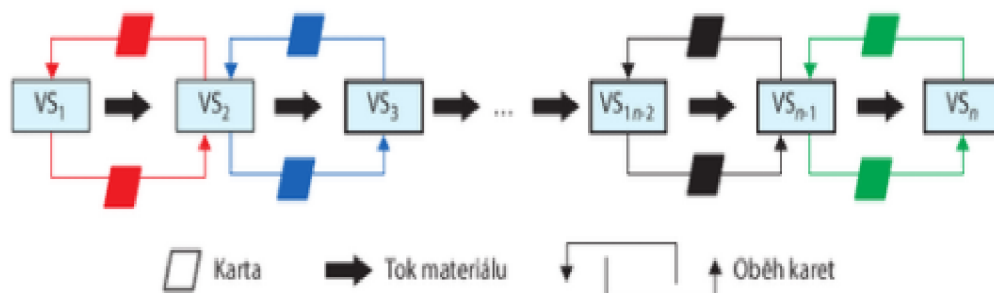 VS1 VS2 VS3 ... VS1n-2 VSn-1 VSn
Karta Tok materiálu Oběh karet